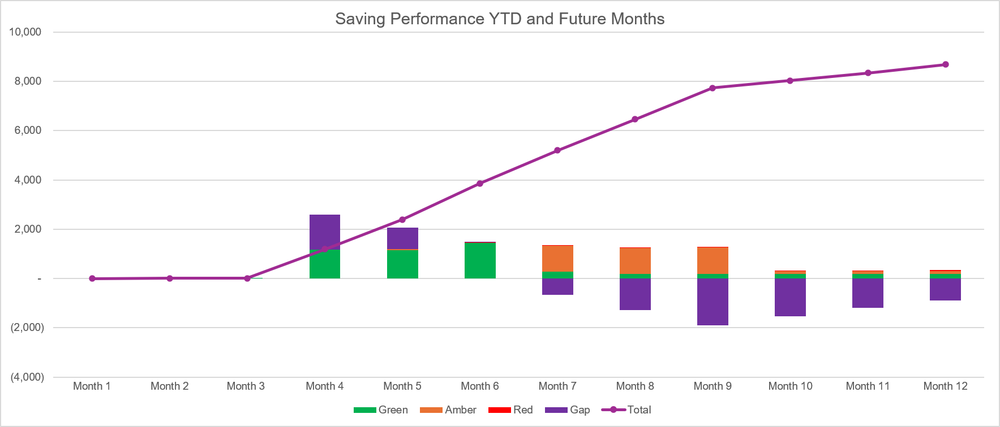 Saving Performance YTD and Future Months
10,000
8,000
6,000
4,000
2,000
-
(2,000)
(4,000)
Month 1 Month 2 Month 3 Month 4 Month 5 Month 6 Month 7 Month 8 Month 9 Month 10 Month 11 Month 12
Green Amber Red Gap Total